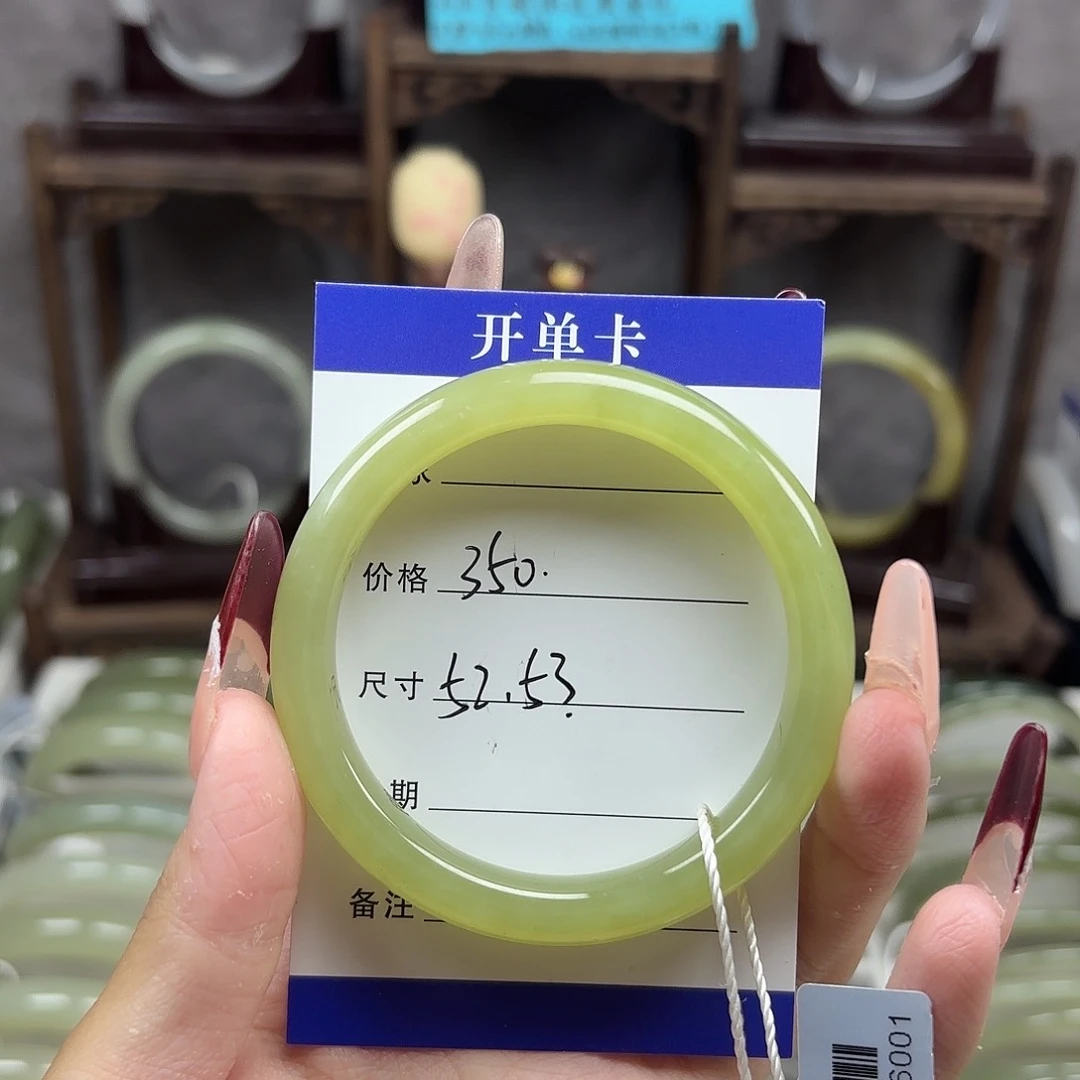 开单卡
价格 350.
尺寸 52.53
期
备注
6001